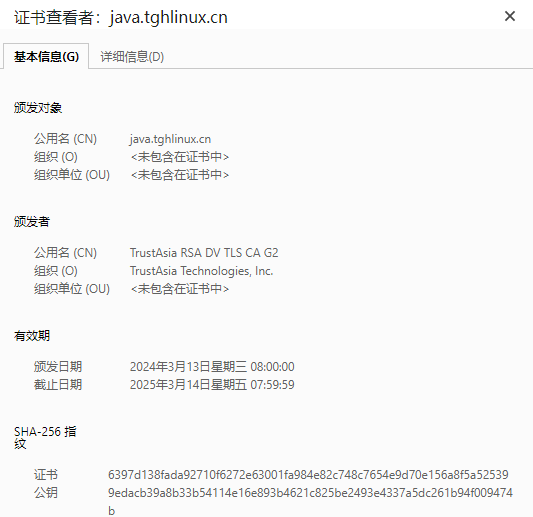 证书查看者：java.tghlinux.cn
基本信息(G) 详细信息(D)
颁发对象
公用名 (CN) java.tghlinux.cn
组织 (O) <未包含在证书中>
组织单位 (OU) <未包含在证书中>
颁发者
公用名 (CN) TrustAsia RSA DV TLS CA G2
组织 (O) TrustAsia Technologies, Inc.
组织单位 (OU) <未包含在证书中>
有效期
颁发日期 2024年3月13日星期三 08:00:00
截止日期 2025年3月14日星期五 07:59:59
SHA-256 指
纹
证书 6397d138fada92710f6272e63001fa984e82c748c7654e9d70e156a8f5a52539
公钥 9edacb39a8b33b54114e16e893b4621c825be2493e4337a5dc261b94f009474
b